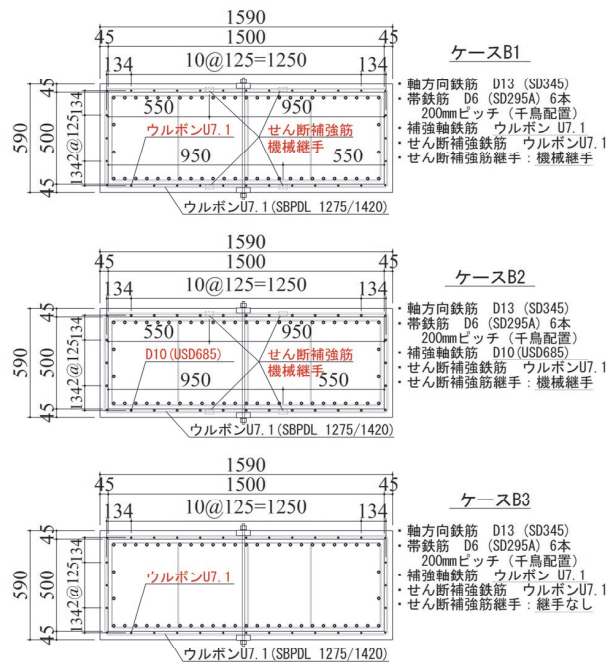 1590
45 1500 45
10@125=1250
134 134
ケースB1
・軸方向鉄筋 D13 (SD345)
・帯鉄筋 D6 (SD295A) 6本
200mmピッチ (千鳥配置)
・補強軸鉄筋 ウルボン U7.1
・せん断補強鉄筋 ウルボンU7.1
・せん断補強筋継手：機械継手
45
590
500
134
2@125
134
45
550 950
ウルボンU7.1
せん断補強筋
機械継手
950 550
ウルボンU7.1(SBPDL 1275/1420)
1590
45 1500 45
10@125=1250
134 134
ケースB2
・軸方向鉄筋 D13 (SD345)
・帯鉄筋 D6 (SD295A) 6本
200mmピッチ (千鳥配置)
・補強軸鉄筋 D10(USD685)
・せん断補強鉄筋 ウルボンU7.1
・せん断補強筋継手：機械継手
45
590
500
134
2@125
134
45
550 950
D10(USD685)
せん断補強筋
機械継手
950 550
ウルボンU7.1(SBPDL 1275/1420)
1590
45 1500 45
10@125=1250
134 134
ケースB3
・軸方向鉄筋 D13 (SD345)
・帯鉄筋 D6 (SD295A) 6本
200mmピッチ (千鳥配置)
・補強軸鉄筋 ウルボン U7.1
・せん断補強鉄筋 ウルボンU7.1
・せん断補強筋継手：継手なし
45
590
500
134
2@125
134
45
ウルボンU7.1
ウルボンU7.1(SBPDL 1275/1420)